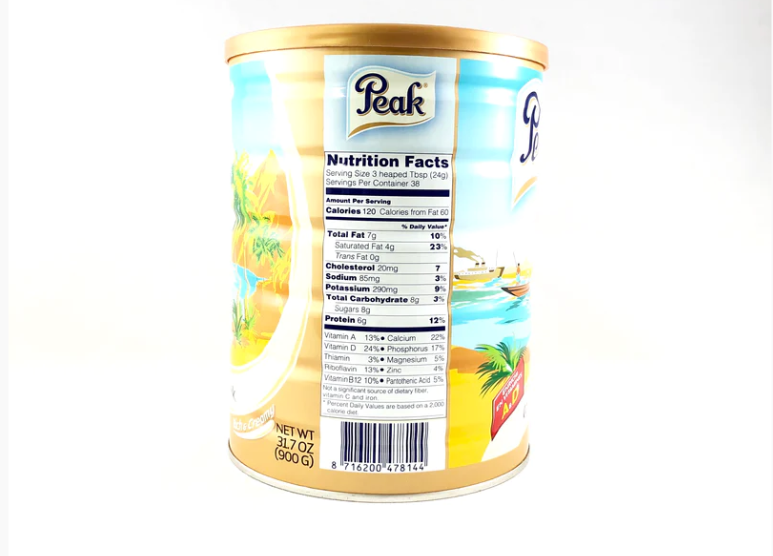 Peak
Nutrition Facts
Serving Size 3 heaped Tbsp (24g)
Servings Per Container 38
Amount Per Serving
Calories 120 Calories from Fat 60
% Daily Value*
Total Fat 7g 10%
Saturated Fat 4g 23%
Trans Fat 0g
Cholesterol 20mg 7
Sodium 85mg 3%
Potassium 290mg 9%
Total Carbohydrate 8g 3%
Sugars 8g
Protein 6g 12%
Vitamin A 13% • Calcium 22%
Vitamin D 24% • Phosphorus 17%
Thiamin 3% • Magnesium 5%
Riboflavin 13% • Zinc 4%
Vitamin B12 10% • Pantothenic Acid 5%
Not a significant source of dietary fiber,
vitamin C and iron.
* Percent Daily Values are based on a 2,000
calorie diet.
8 716200 478144
NET WT
31.7 OZ
(900 G)
Creamy
Pe
A&D